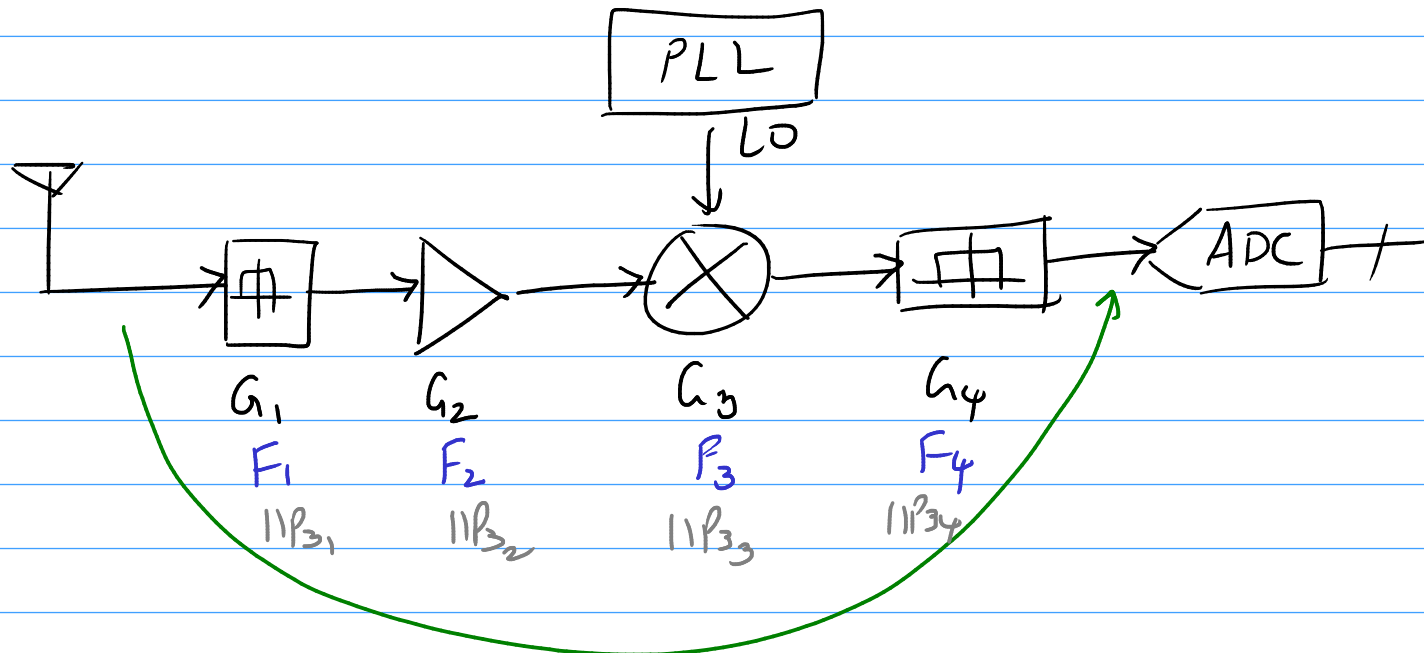 PLL
LO
ADC
G₁ G₂ G₃ G₄
F₁ F₂ F₃ F₄
IIP₃₁ IIP₃₂ IIP₃₃ IIP₃₄